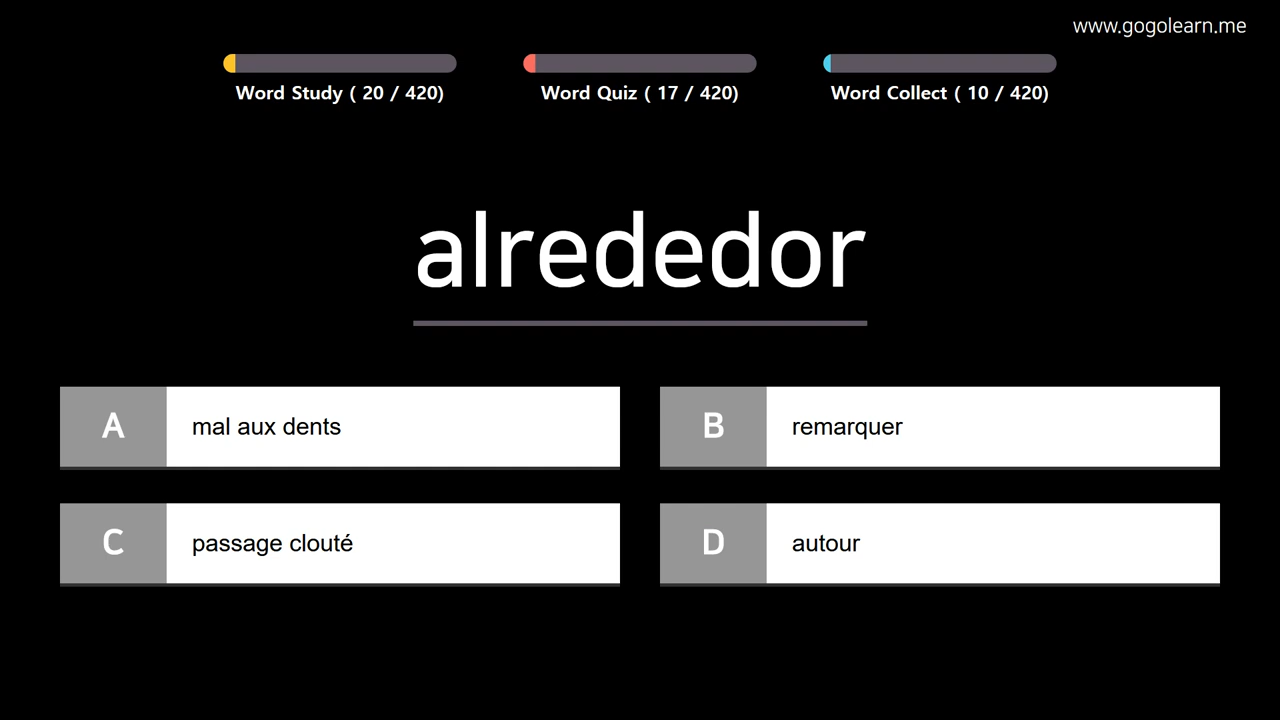 www.gogolearn.me
Word Study ( 20 / 420)
Word Quiz ( 17 / 420)
Word Collect ( 10 / 420)
alrededor
A
mal aux dents
B
remarquer
C
passage clouté
D
autour